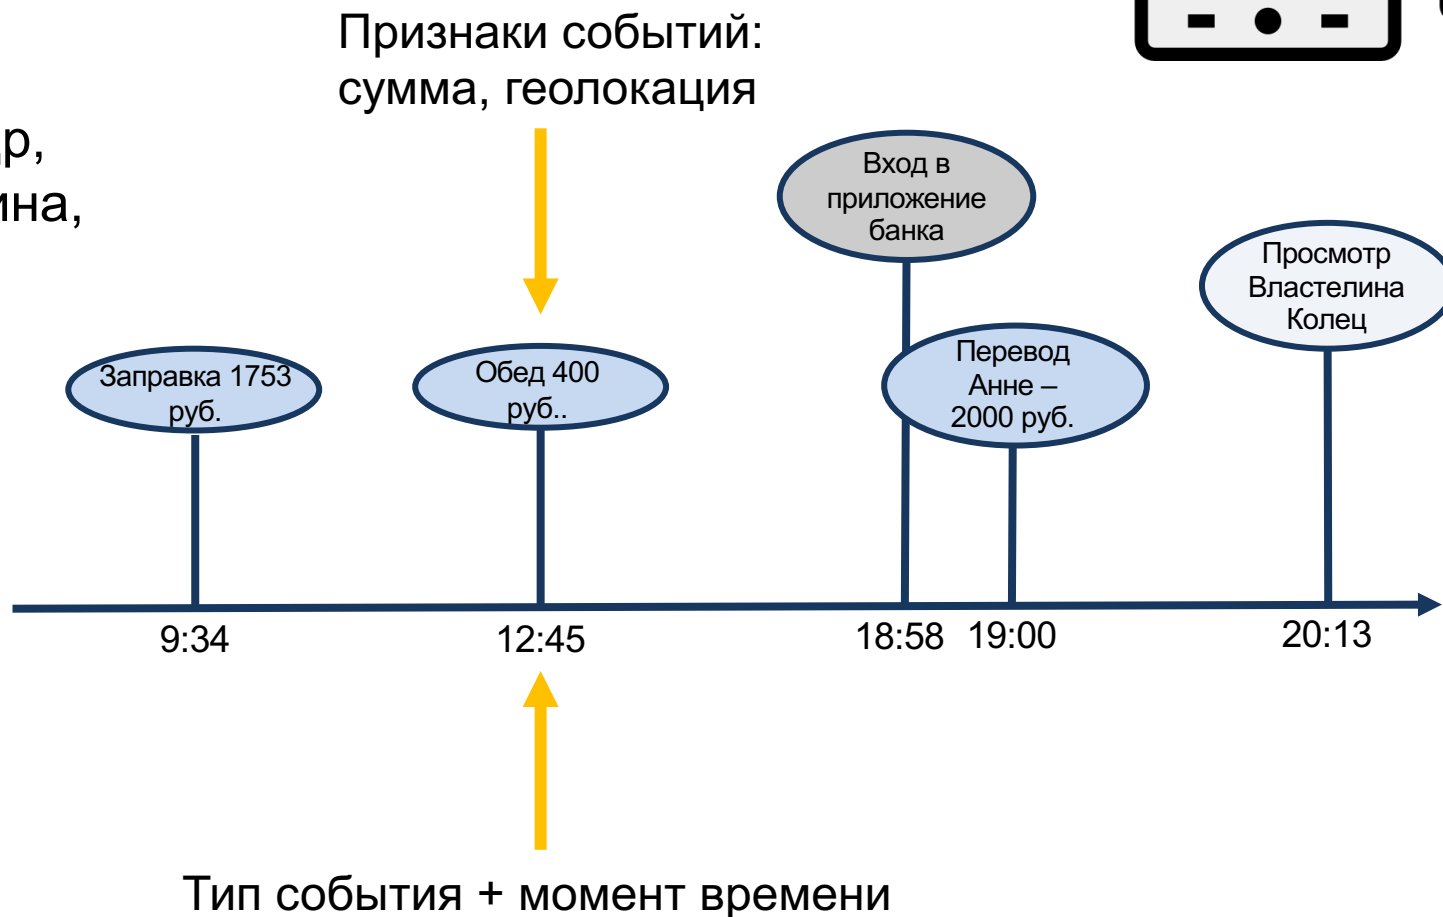 Признаки событий:
сумма, геолокация
др,
ина,
Вход в
приложение
банка
Просмотр
Властелина
Колец
Заправка 1753
руб.
Обед 400
руб..
Перевод
Анне –
2000 руб.
9:34
12:45
18:58
19:00
20:13
Тип события + момент времени